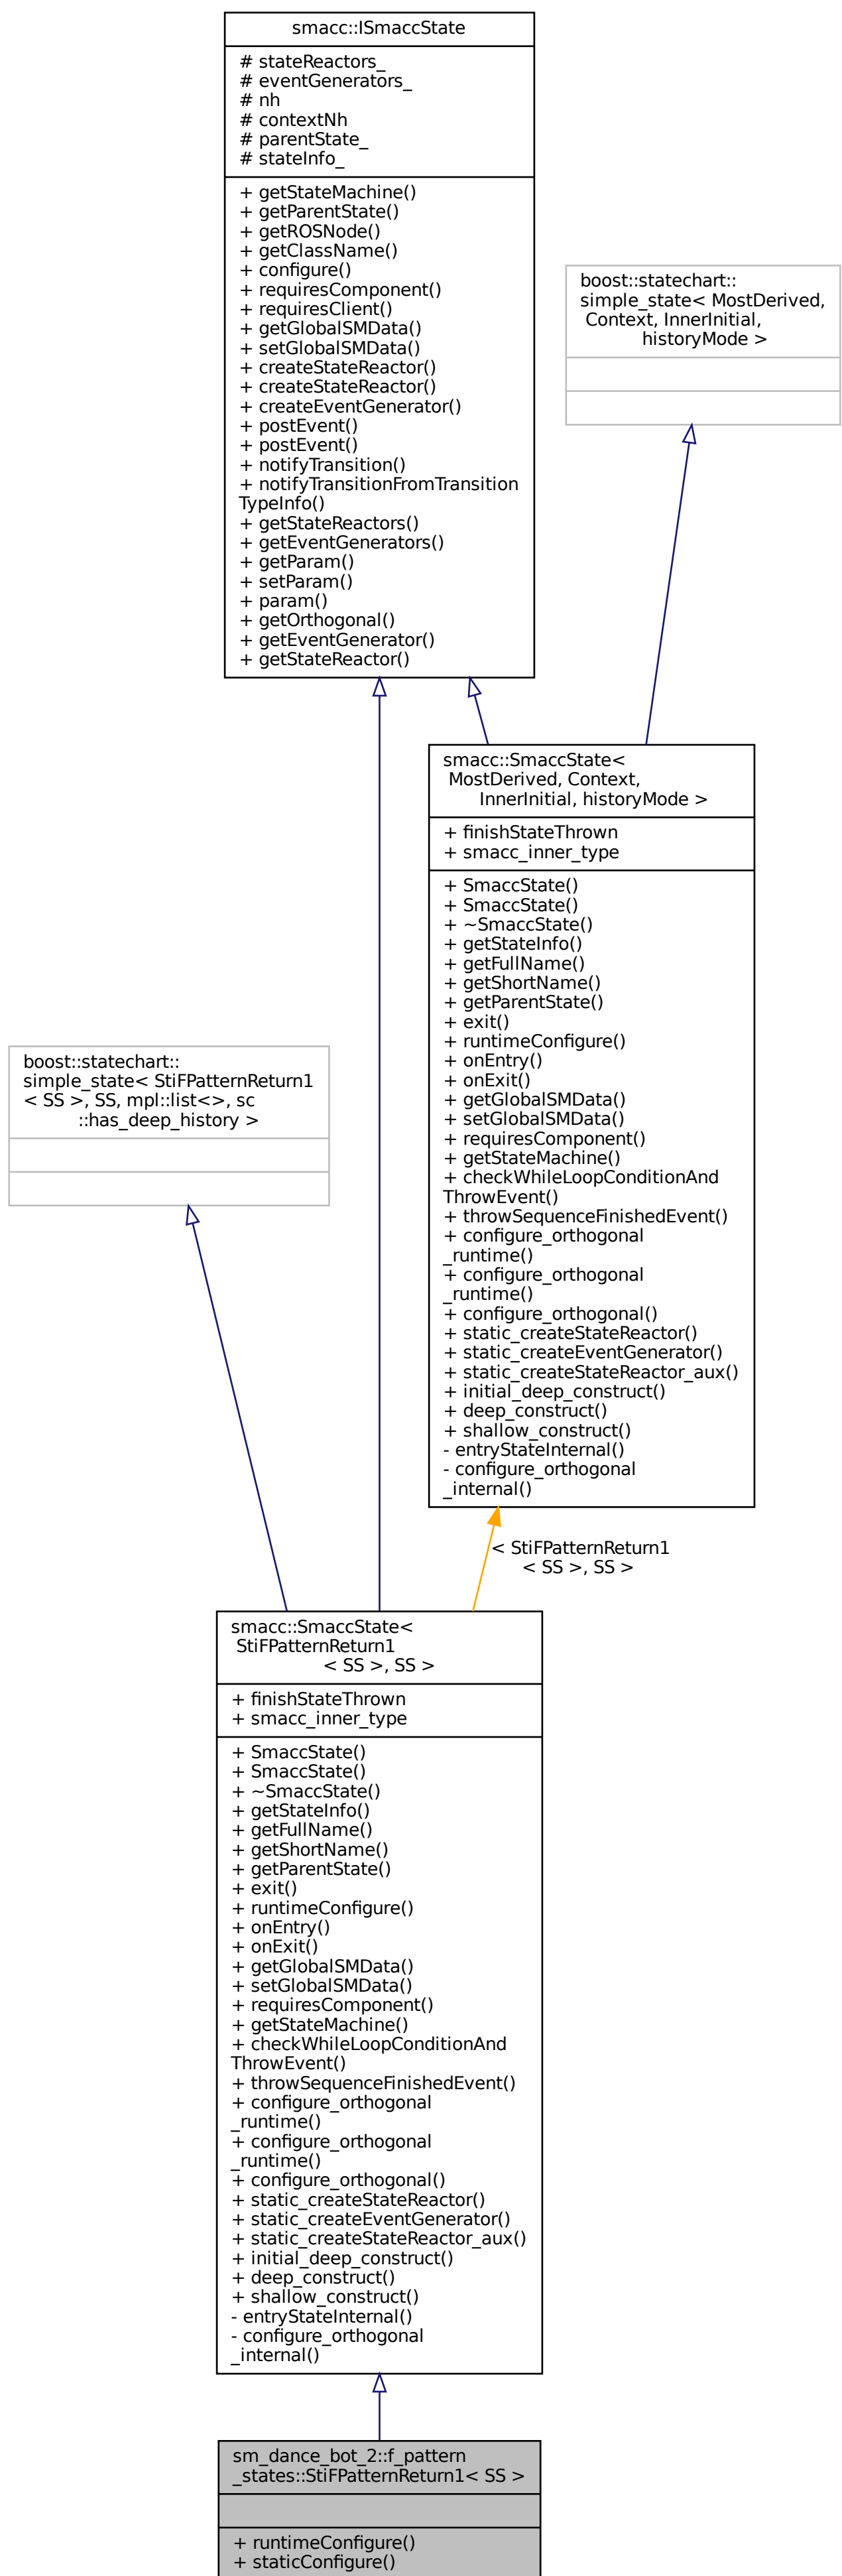 smacc::ISmaccState
# stateReactors_
# eventGenerators_
# nh
# contextNh
# parentState_
# stateInfo_
+ getStateMachine()
+ getParentState()
+ getROSNode()
+ getClassName()
+ configure()
+ requiresComponent()
+ requiresClient()
+ getGlobalSMData()
+ setGlobalSMData()
+ createStateReactor()
+ createStateReactor()
+ createEventGenerator()
+ postEvent()
+ postEvent()
+ notifyTransition()
+ notifyTransitionFromTransition
TypeInfo()
+ getStateReactors()
+ getEventGenerators()
+ getParam()
+ setParam()
+ param()
+ getOrthogonal()
+ getEventGenerator()
+ getStateReactor()
boost::statechart::
simple_state< MostDerived,
Context, InnerInitial,
historyMode >
smacc::SmaccState<
MostDerived, Context,
InnerInitial, historyMode >
+ finishStateThrown
+ smacc_inner_type
+ SmaccState()
+ SmaccState()
+ ~SmaccState()
+ getStateInfo()
+ getFullName()
+ getShortName()
+ getParentState()
+ exit()
+ runtimeConfigure()
+ onEntry()
+ onExit()
+ getGlobalSMData()
+ setGlobalSMData()
+ requiresComponent()
+ getStateMachine()
+ checkWhileLoopConditionAnd
ThrowEvent()
+ throwSequenceFinishedEvent()
+ configure_orthogonal
_runtime()
+ configure_orthogonal
_runtime()
+ configure_orthogonal()
+ static_createStateReactor()
+ static_createEventGenerator()
+ static_createStateReactor_aux()
+ initial_deep_construct()
+ deep_construct()
+ shallow_construct()
- entryStateInternal()
- configure_orthogonal
_internal()
boost::statechart::
simple_state< StiFPatternReturn1
< SS >, SS, mpl::list<>, sc
::has_deep_history >
< StiFPatternReturn1
< SS >, SS >
smacc::SmaccState<
StiFPatternReturn1
< SS >, SS >
+ finishStateThrown
+ smacc_inner_type
+ SmaccState()
+ SmaccState()
+ ~SmaccState()
+ getStateInfo()
+ getFullName()
+ getShortName()
+ getParentState()
+ exit()
+ runtimeConfigure()
+ onEntry()
+ onExit()
+ getGlobalSMData()
+ setGlobalSMData()
+ requiresComponent()
+ getStateMachine()
+ checkWhileLoopConditionAnd
ThrowEvent()
+ throwSequenceFinishedEvent()
+ configure_orthogonal
_runtime()
+ configure_orthogonal
_runtime()
+ configure_orthogonal()
+ static_createStateReactor()
+ static_createEventGenerator()
+ static_createStateReactor_aux()
+ initial_deep_construct()
+ deep_construct()
+ shallow_construct()
- entryStateInternal()
- configure_orthogonal
_internal()
sm_dance_bot_2::f_pattern
_states::StiFPatternReturn1< SS >
+ runtimeConfigure()
+ staticConfigure()